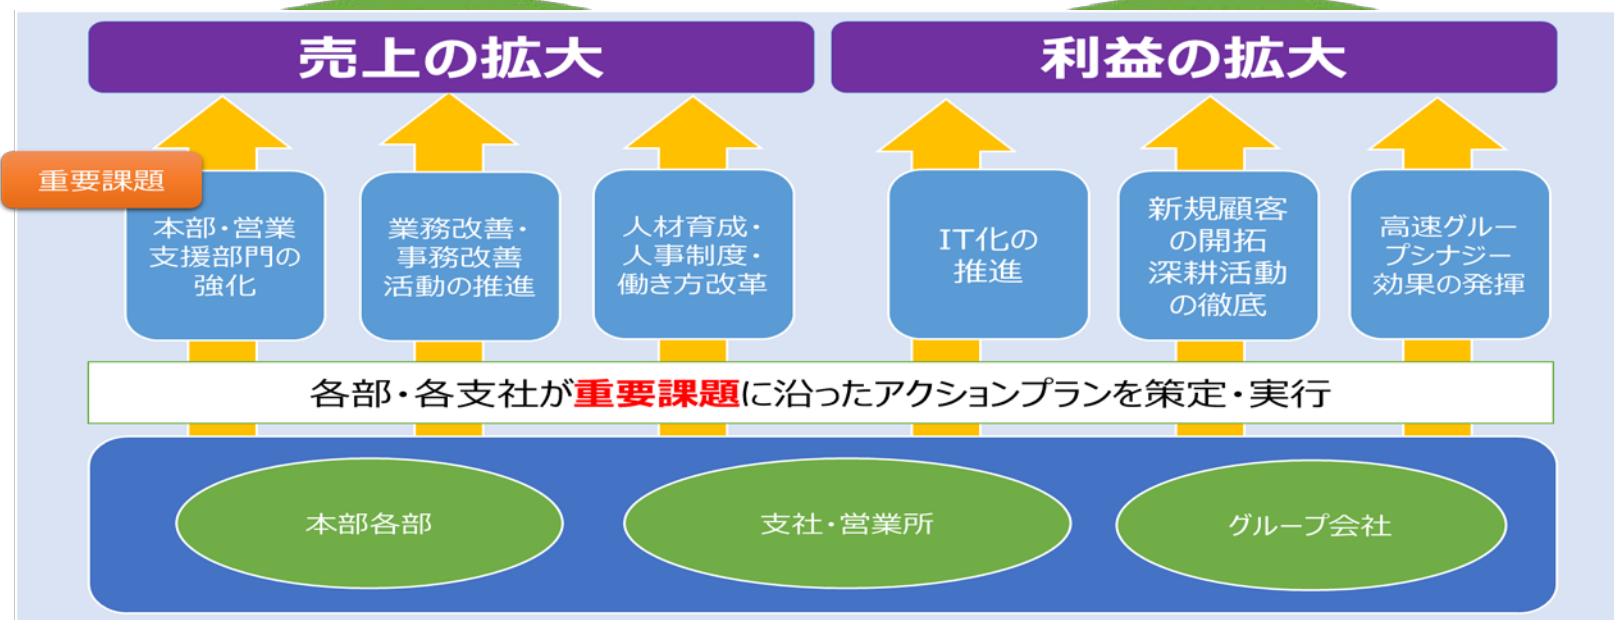 売上の拡大
利益の拡大
重要課題
本部・営業
支援部門の
強化
業務改善・
事務改善
活動の推進
人材育成・
人事制度・
働き方改革
IT化の
推進
新規顧客
の開拓
深耕活動
の徹底
高速グルー
プシナジー
効果の発揮
各部・各支社が重要課題に沿ったアクションプランを策定・実行
本部各部
支社・営業所
グループ会社